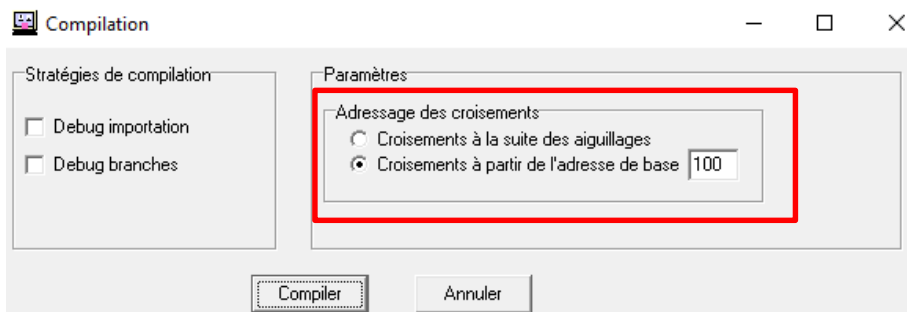 Compilation
Stratégies de compilation
Debug importation
Debug branches
Paramètres
Adressage des croisements
Croisements à la suite des aiguillages
Croisements à partir de l'adresse de base 100
Compiler
Annuler